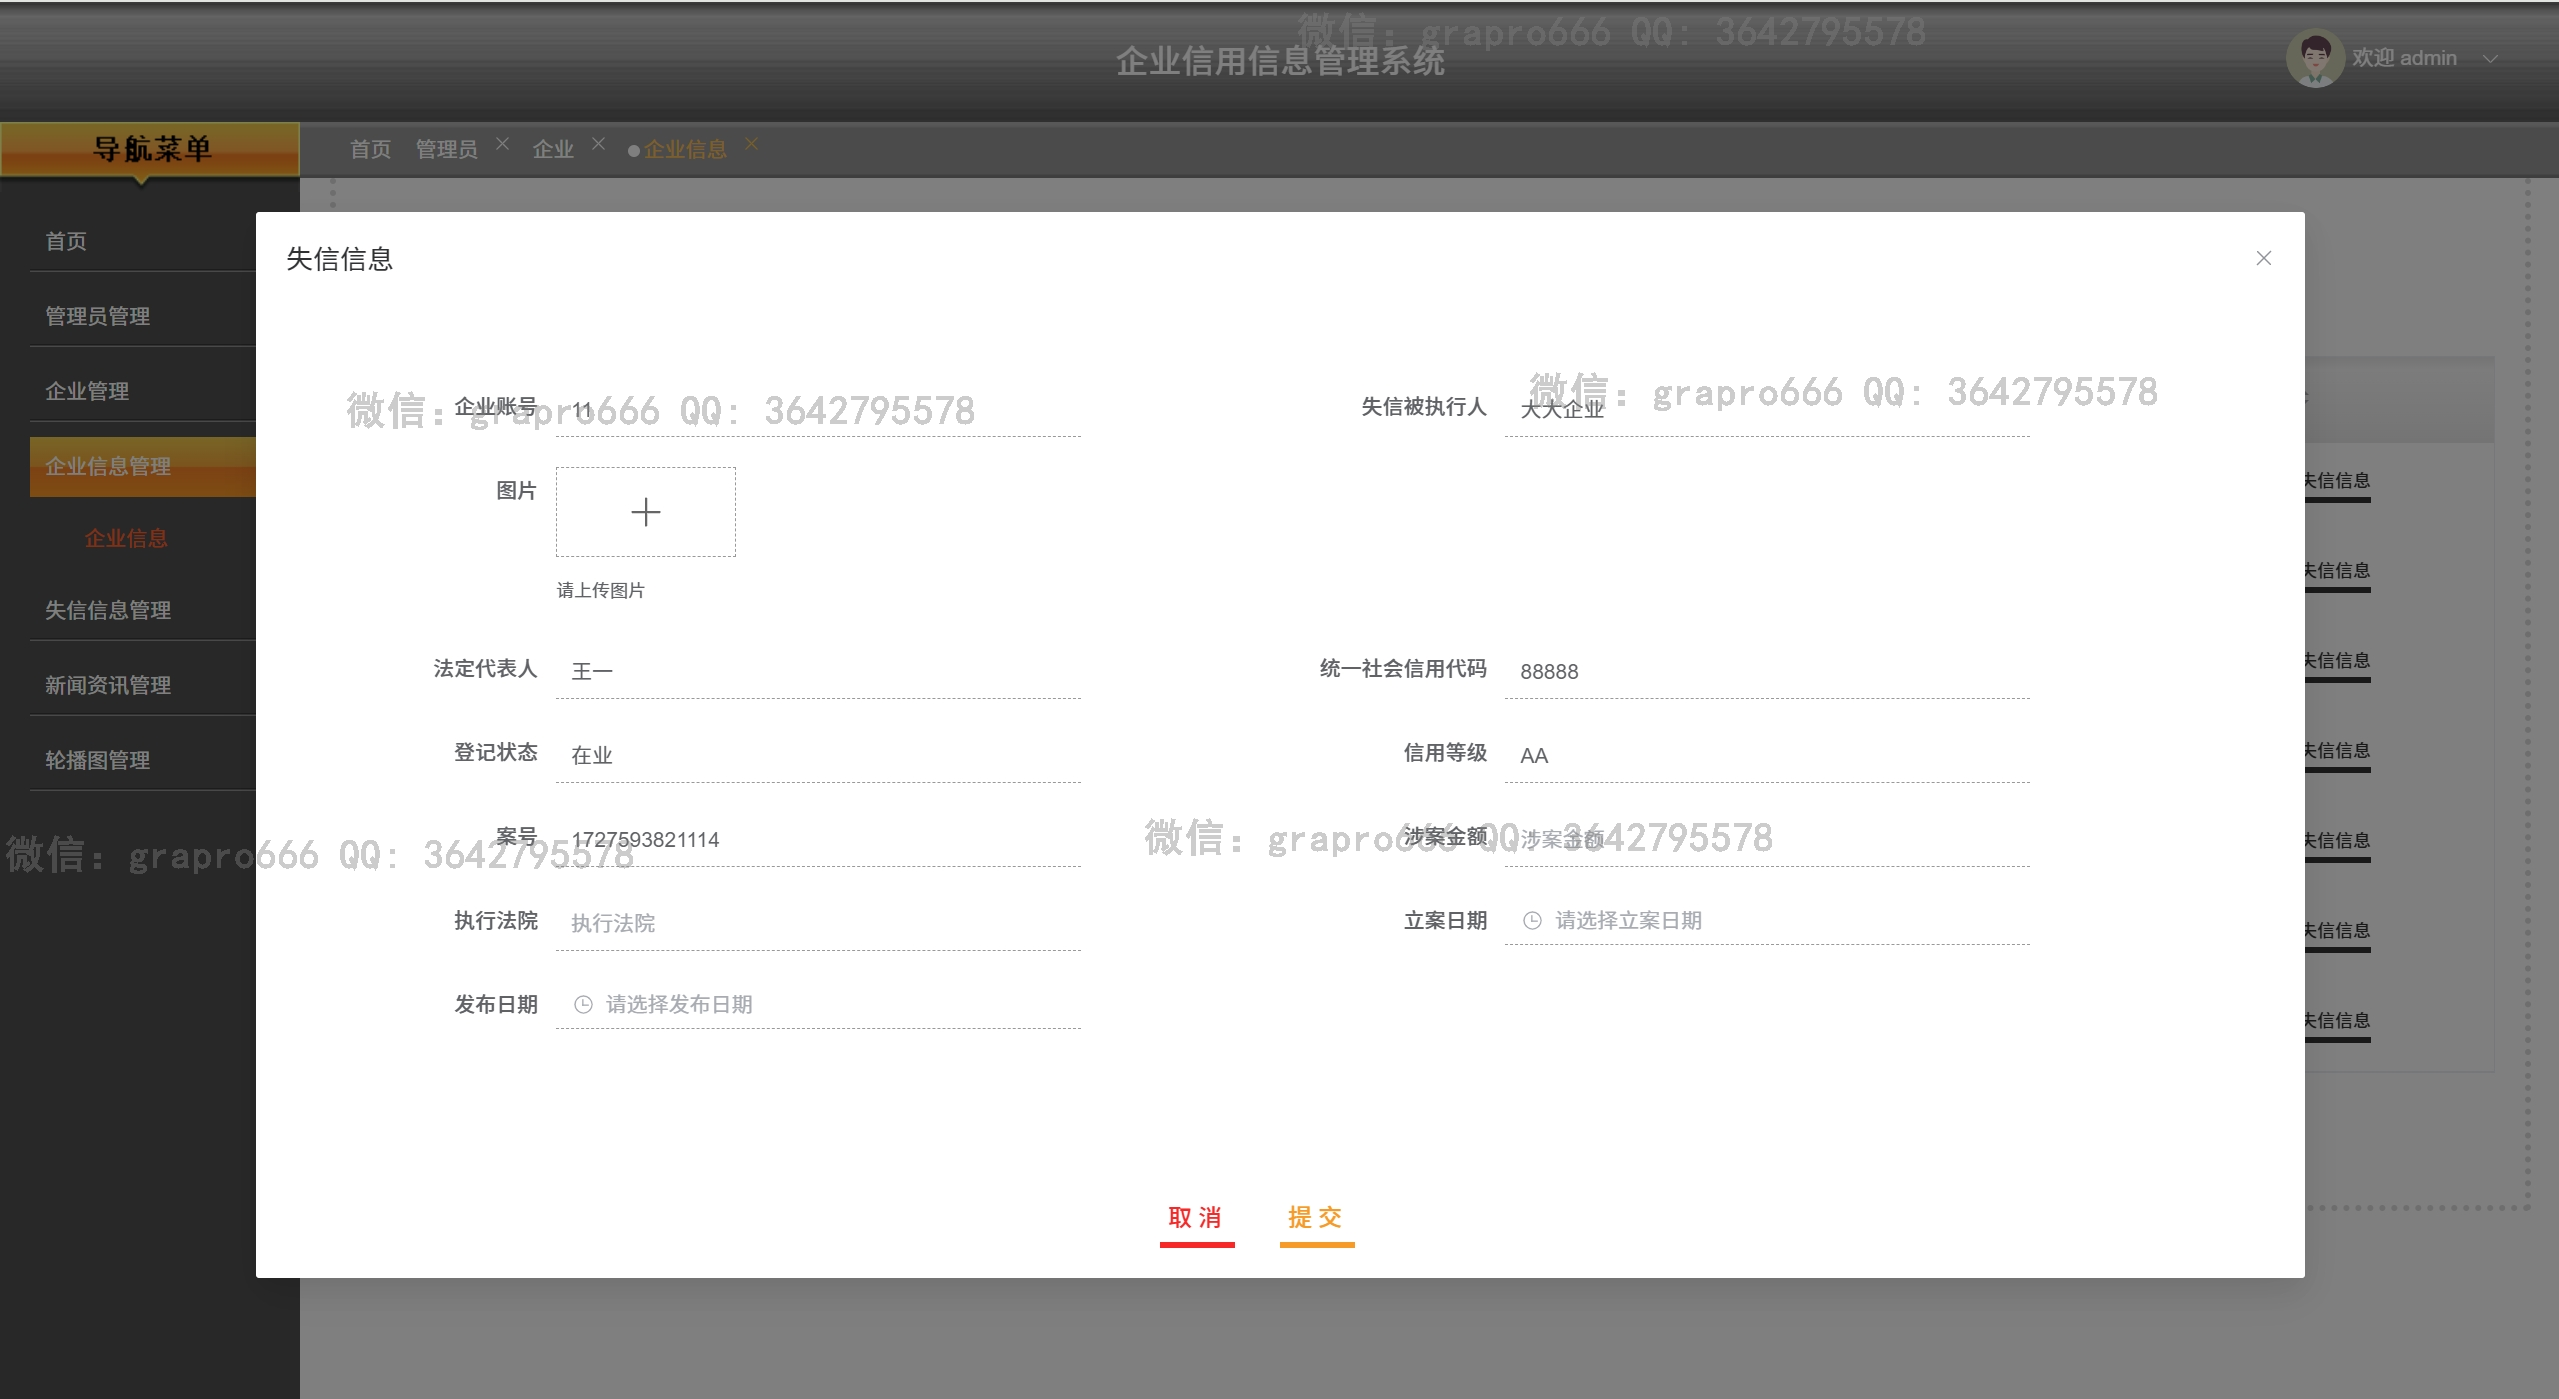 微信：grapro666 QQ: 3642795578
企业信用信息管理系统
欢迎 admin
导航菜单
首页 管理员 企业 企业信息
首页
管理员管理
企业管理
企业信息管理
企业信息
失信信息管理
新闻资讯管理
轮播图管理
失信信息
微信：grapro666 QQ: 3642795578
微信：grapro666 QQ: 3642795578
企业账号 11
失信被执行人 大大企业
图片
请上传图片
法定代表人 王一
统一社会信用代码 88888
登记状态 在业
信用等级 AA
微信：grapro666 QQ: 3642795578
微信：grapro666 QQ: 3642795578
案号 1727593821114
涉案金额 涉案金额
执行法院 执行法院
立案日期 请选择立案日期
发布日期 请选择发布日期
取消 提交
失信信息
失信信息
失信信息
失信信息
失信信息
失信信息
失信信息